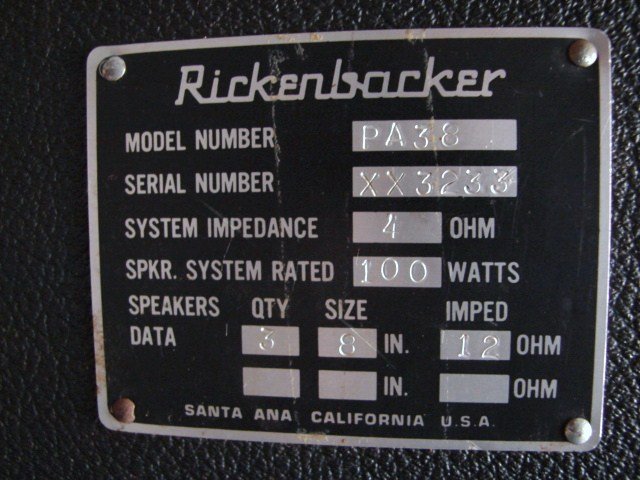 Rickenbacker
MODEL NUMBER PA38
SERIAL NUMBER XX3233
SYSTEM IMPEDANCE 4 OHM
SPKR. SYSTEM RATED 100 WATTS
SPEAKERS QTY SIZE IMPED
DATA 3 8 IN. 12 OHM
IN. OHM
SANTA ANA CALIFORNIA U.S.A.